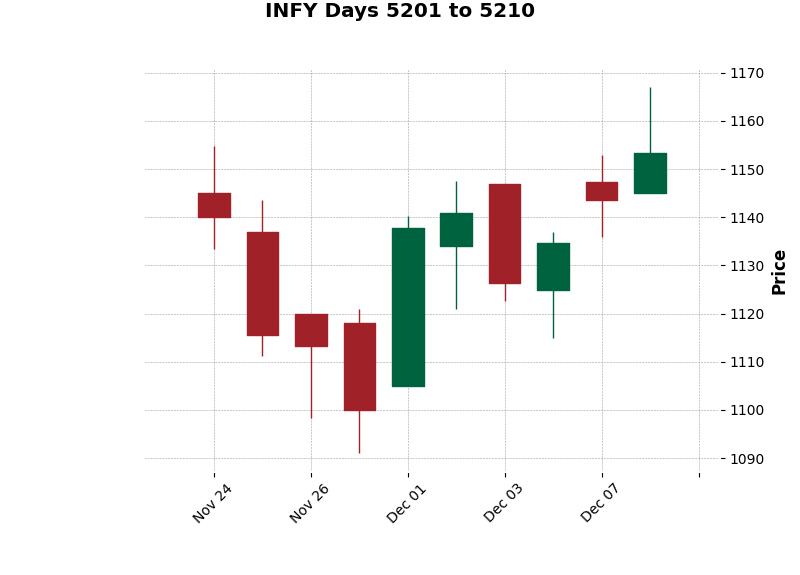 INFY Days 5201 to 5210
1170
1160
1150
1140
1130
1120
1110
1100
1090
Price
Nov 24
Nov 26
Dec 01
Dec 03
Dec 07